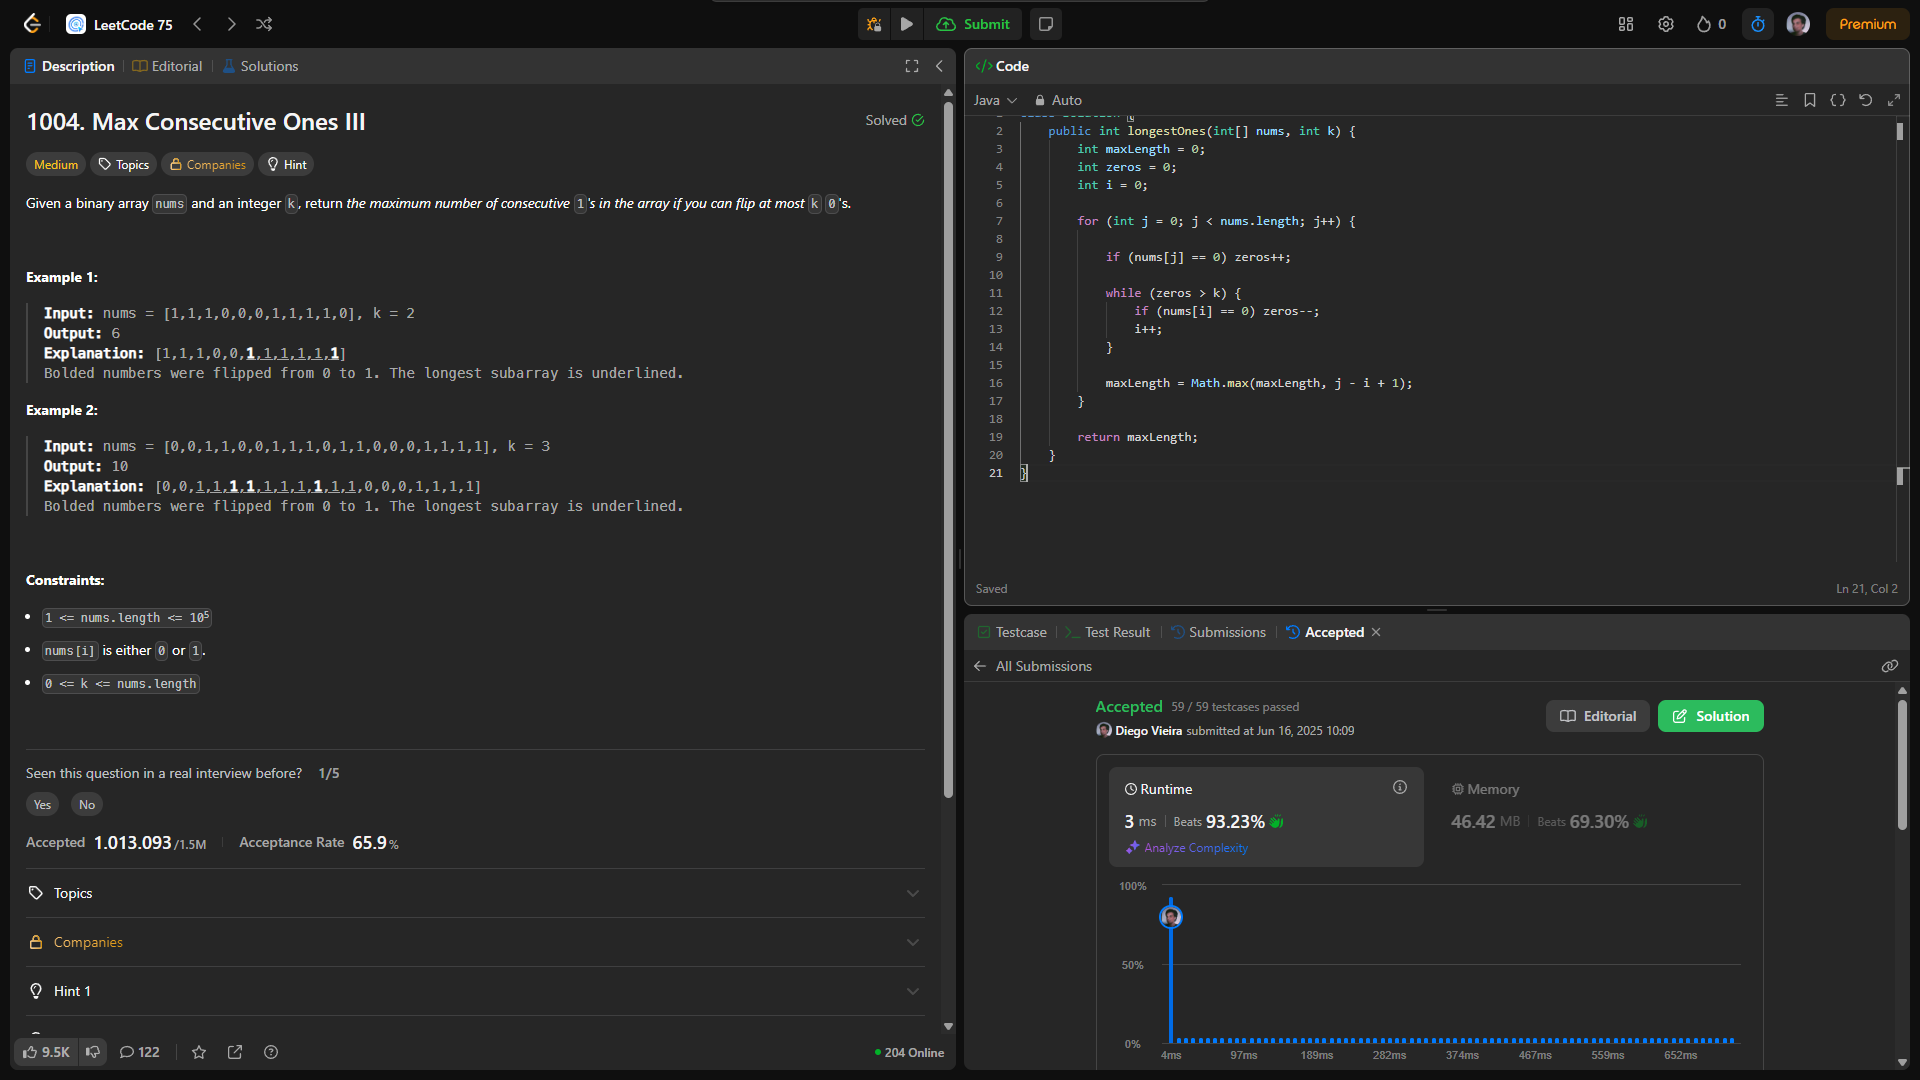 LeetCode 75
Submit
0
Premium
Description
Editorial
Solutions
1004. Max Consecutive Ones III
Solved
Medium
Topics
Companies
Hint
Given a binary array nums and an integer k, return the maximum number of consecutive 1's in the array if you can flip at most k 0's.
Example 1:
Input: nums = [1,1,1,0,0,0,1,1,1,1,0], k = 2
Output: 6
Explanation: [1,1,1,0,0,1,1,1,1,1,1]
Bolded numbers were flipped from 0 to 1. The longest subarray is underlined.
Example 2:
Input: nums = [0,0,1,1,0,0,1,1,1,0,1,1,0,0,0,1,1,1,1], k = 3
Output: 10
Explanation: [0,0,1,1,1,1,1,1,1,1,1,1,0,0,0,1,1,1,1]
Bolded numbers were flipped from 0 to 1. The longest subarray is underlined.
Constraints:
• 1 <= nums.length <= 10⁵
• nums[i] is either 0 or 1.
• 0 <= k <= nums.length
Seen this question in a real interview before? 1/5
Yes
No
Accepted 1.013.093/1.5M
Acceptance Rate 65.9%
Topics
Companies
Hint 1
9.5K
122
204 Online
</> Code
Java
Auto
2 public int longestOnes(int[] nums, int k) {
3 int maxLength = 0;
4 int zeros = 0;
5 int i = 0;
6
7 for (int j = 0; j < nums.length; j++) {
8
9 if (nums[j] == 0) zeros++;
10
11 while (zeros > k) {
12 if (nums[i] == 0) zeros--;
13 i++;
14 }
15
16 maxLength = Math.max(maxLength, j - i + 1);
17 }
18
19 return maxLength;
20 }
21 }
Saved
Ln 21, Col 2
Testcase
Test Result
Submissions
Accepted
All Submissions
Accepted 59 / 59 testcases passed
Diego Vieira submitted at Jun 16, 2025 10:09
Editorial
Solution
Runtime
3 ms
Beats 93.23%
Analyze Complexity
Memory
46.42 MB
Beats 69.30%
100%
50%
0%
4ms 97ms 189ms 282ms 374ms 467ms 559ms 652ms